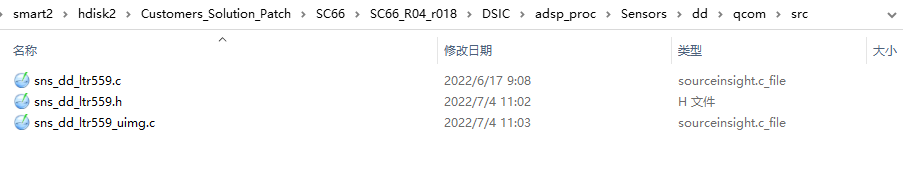 smart2 > hdisk2 > Customers_Solution_Patch > SC66 > SC66_R04_r018 > DSIC > adsp_proc > Sensors > dd > qcom > src
名称 修改日期 类型 大小
sns_dd_ltr559.c 2022/6/17 9:08 sourceinsight.c_file
sns_dd_ltr559.h 2022/7/4 11:02 H 文件
sns_dd_ltr559_uimg.c 2022/7/4 11:03 sourceinsight.c_file